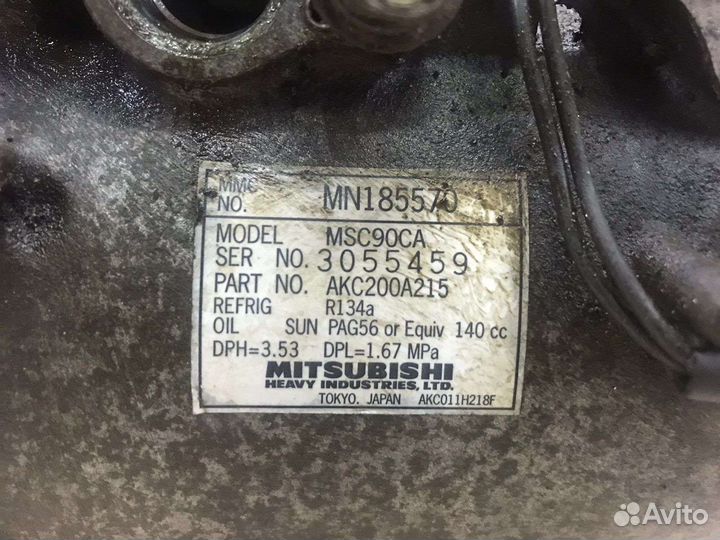 MMC
NO. MN185570
MODEL MSC90CA
SER NO. 3055459
PART NO. AKC200A215
REFRIG R134a
OIL SUN PAG56 or Equiv 140 cc
DPH=3.53 DPL=1.67 MPa
MITSUBISHI
HEAVY INDUSTRIES, LTD.
TOKYO. JAPAN AKC011H218F
Avito